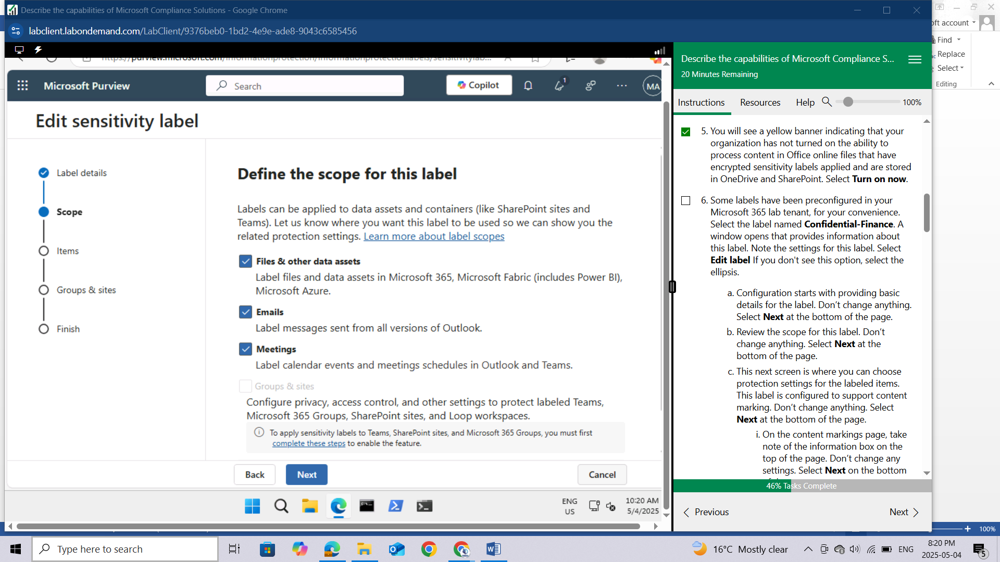 Describe the capabilities of Microsoft Compliance Solutions - Google Chrome
labclient.labondemand.com/LabClient/9376beb0-1bd2-4e9e-ade8-9043c6585456
Microsoft Purview
Search
Copilot
1
MA
Edit sensitivity label
Label details
Scope
Items
Groups & sites
Finish
Define the scope for this label
Labels can be applied to data assets and containers (like SharePoint sites and
Teams). Let us know where you want this label to be used so we can show you the
related protection settings. Learn more about label scopes
Files & other data assets
Label files and data assets in Microsoft 365, Microsoft Fabric (includes Power BI),
Microsoft Azure.
Emails
Label messages sent from all versions of Outlook.
Meetings
Label calendar events and meetings schedules in Outlook and Teams.
Groups & sites
Configure privacy, access control, and other settings to protect labeled Teams,
Microsoft 365 Groups, SharePoint sites, and Loop workspaces.
To apply sensitivity labels to Teams, SharePoint sites, and Microsoft 365 Groups, you must first
complete these steps to enable the feature.
Back
Next
Cancel
ENG
US
10:20 AM
5/4/2025
Describe the capabilities of Microsoft Compliance S...
20 Minutes Remaining
Instructions
Resources
Help
100%
5. You will see a yellow banner indicating that your
organization has not turned on the ability to
process content in Office online files that have
encrypted sensitivity labels applied and are stored
in OneDrive and SharePoint. Select Turn on now.
6. Some labels have been preconfigured in your
Microsoft 365 lab tenant, for your convenience.
Select the label named Confidential-Finance. A
window opens that provides information about
this label. Note the settings for this label. Select
Edit label If you don't see this option, select the
ellipsis.
a. Configuration starts with providing basic
details for the label. Don't change anything.
Select Next at the bottom of the page.
b. Review the scope for this label. Don't
change anything. Select Next at the
bottom of the page.
c. This next screen is where you can choose
protection settings for the labeled items.
This label is configured to support content
marking. Don't change anything. Select
Next at the bottom of the page.
i. On the content markings page, take
note of the information box on the
top of the page. Don't change any
settings. Select Next on the bottom
46% Tasks Complete
Previous
Next
account
Find
Replace
Select
Editing
100%
Type here to search
16°C Mostly clear
ENG
8:20 PM
2025-05-04
5